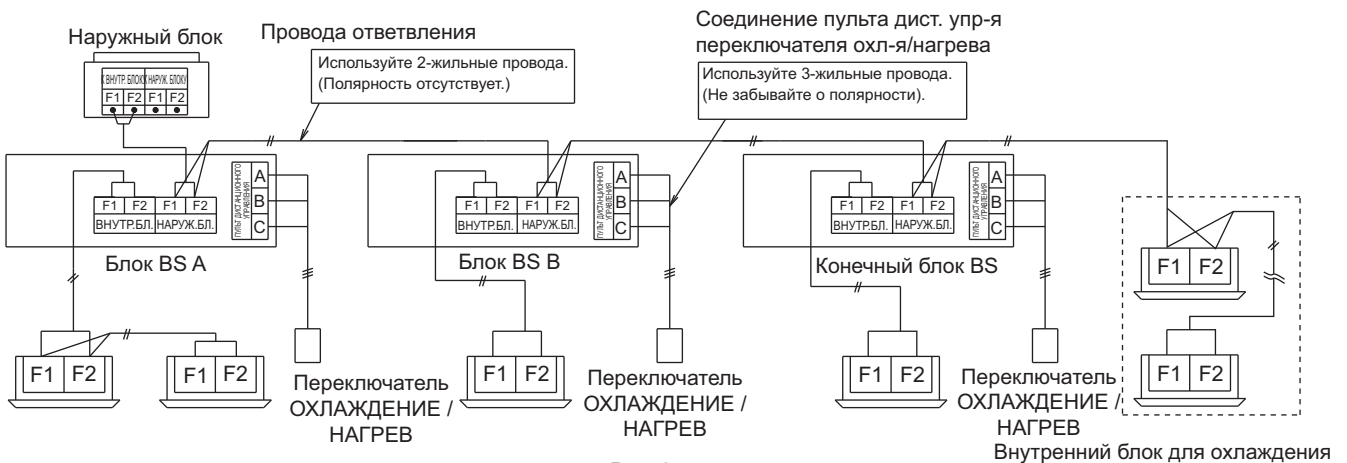 Наружный блок
К ВНУТР. БЛОКУ К НАРУЖ. БЛОКУ
F1 F2 F1 F2
Провода ответвления
Используйте 2-жильные провода.
(Полярность отсутствует.)
Соединение пульта дист. упр-я
переключателя охл-я/нагрева
Используйте 3-жильные провода.
(Не забывайте о полярности).
F1 F2 F1 F2
ВНУТР.БЛ. НАРУЖ.БЛ.
ПУЛЬТ ДИСТАНЦИОННОГО
УПРАВЛЕНИЯ
A
B
C
Блок BS A
F1 F2 F1 F2
ВНУТР.БЛ. НАРУЖ.БЛ.
ПУЛЬТ ДИСТАНЦИОННОГО
УПРАВЛЕНИЯ
A
B
C
Блок BS B
F1 F2 F1 F2
ВНУТР.БЛ. НАРУЖ.БЛ.
ПУЛЬТ ДИСТАНЦИОННОГО
УПРАВЛЕНИЯ
A
B
C
Конечный блок BS
F1 F2
F1 F2
F1 F2
F1 F2
F1 F2
F1 F2
Переключатель
ОХЛАЖДЕНИЕ /
НАГРЕВ
Переключатель
ОХЛАЖДЕНИЕ /
НАГРЕВ
Переключатель
ОХЛАЖДЕНИЕ /
НАГРЕВ
Внутренний блок для охлаждения